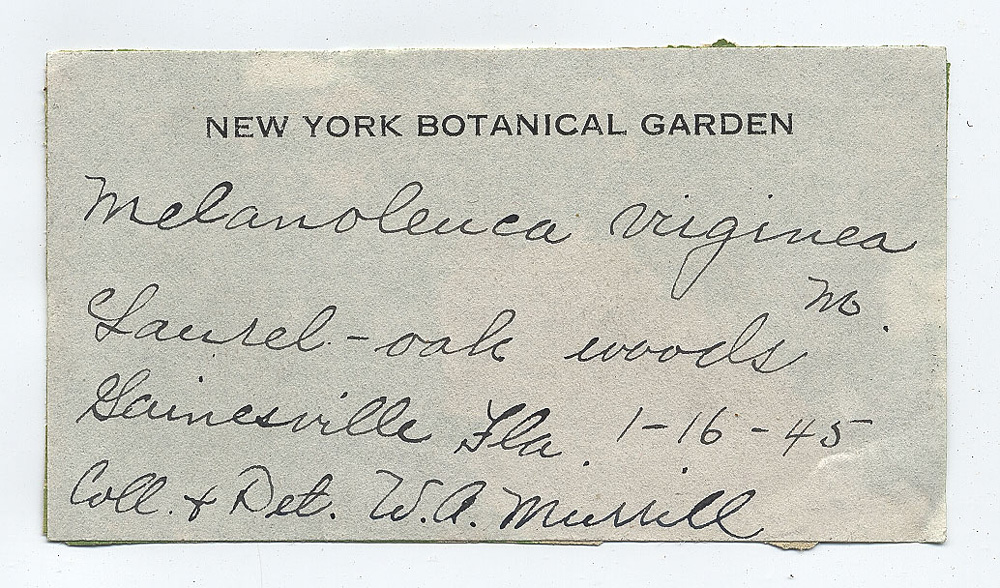 NEW YORK BOTANICAL GARDEN
Melanoleuca virginea
M.
Laurel-oak woods
Gainesville Fla. 1-16-45
Coll. & Det. W.A. Murrill